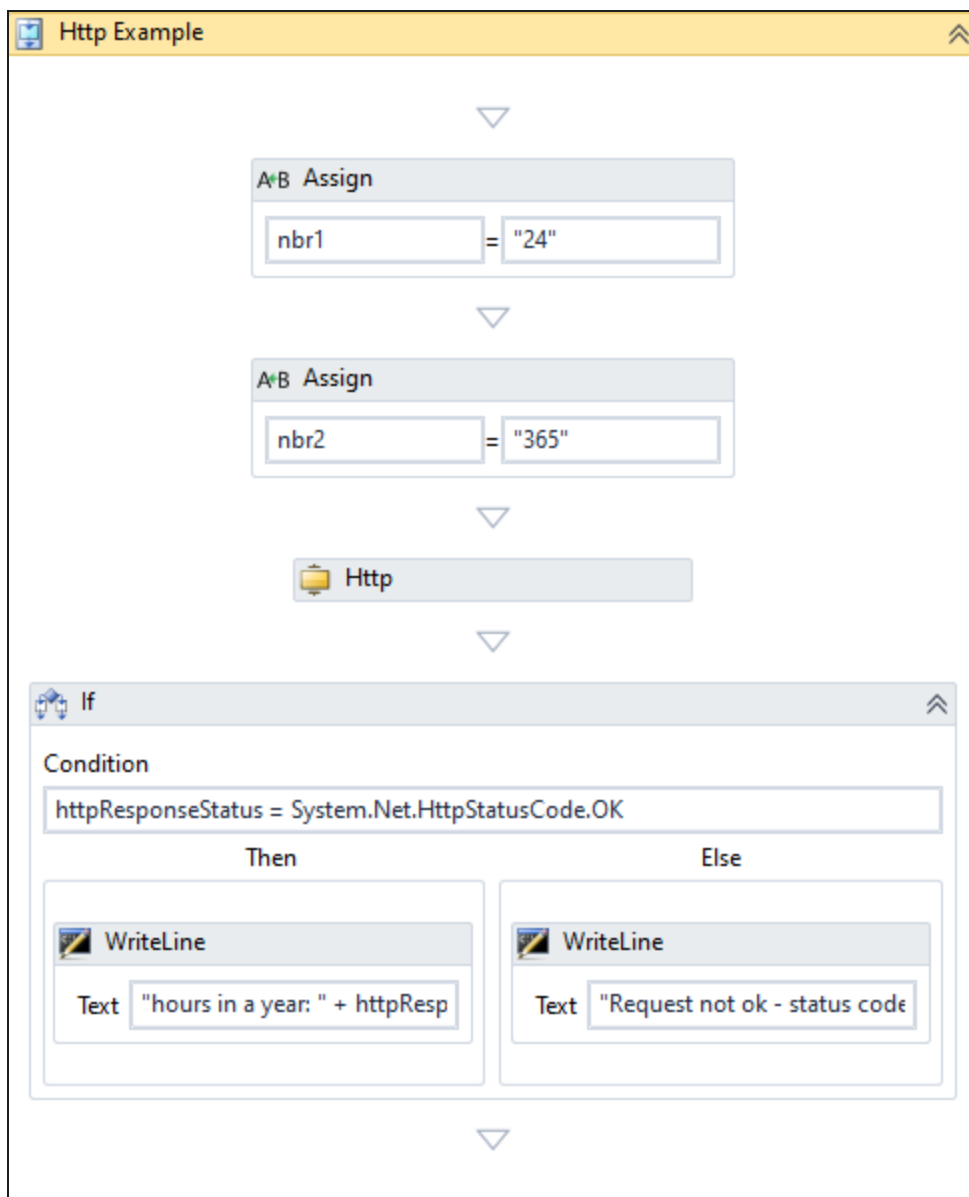 Http Example
A+B Assign
nbr1 = "24"
A+B Assign
nbr2 = "365"
Http
If
Condition
httpResponseStatus = System.Net.HttpStatusCode.OK
Then Else
WriteLine WriteLine
Text "hours in a year: " + httpResp Text "Request not ok - status code